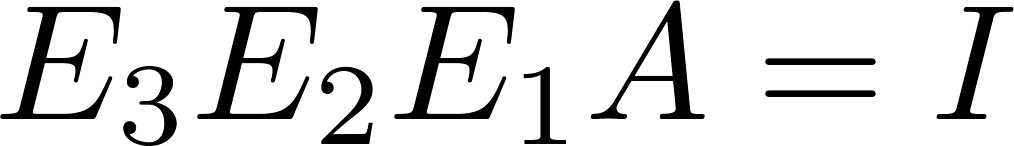 E₃E₂E₁A = I